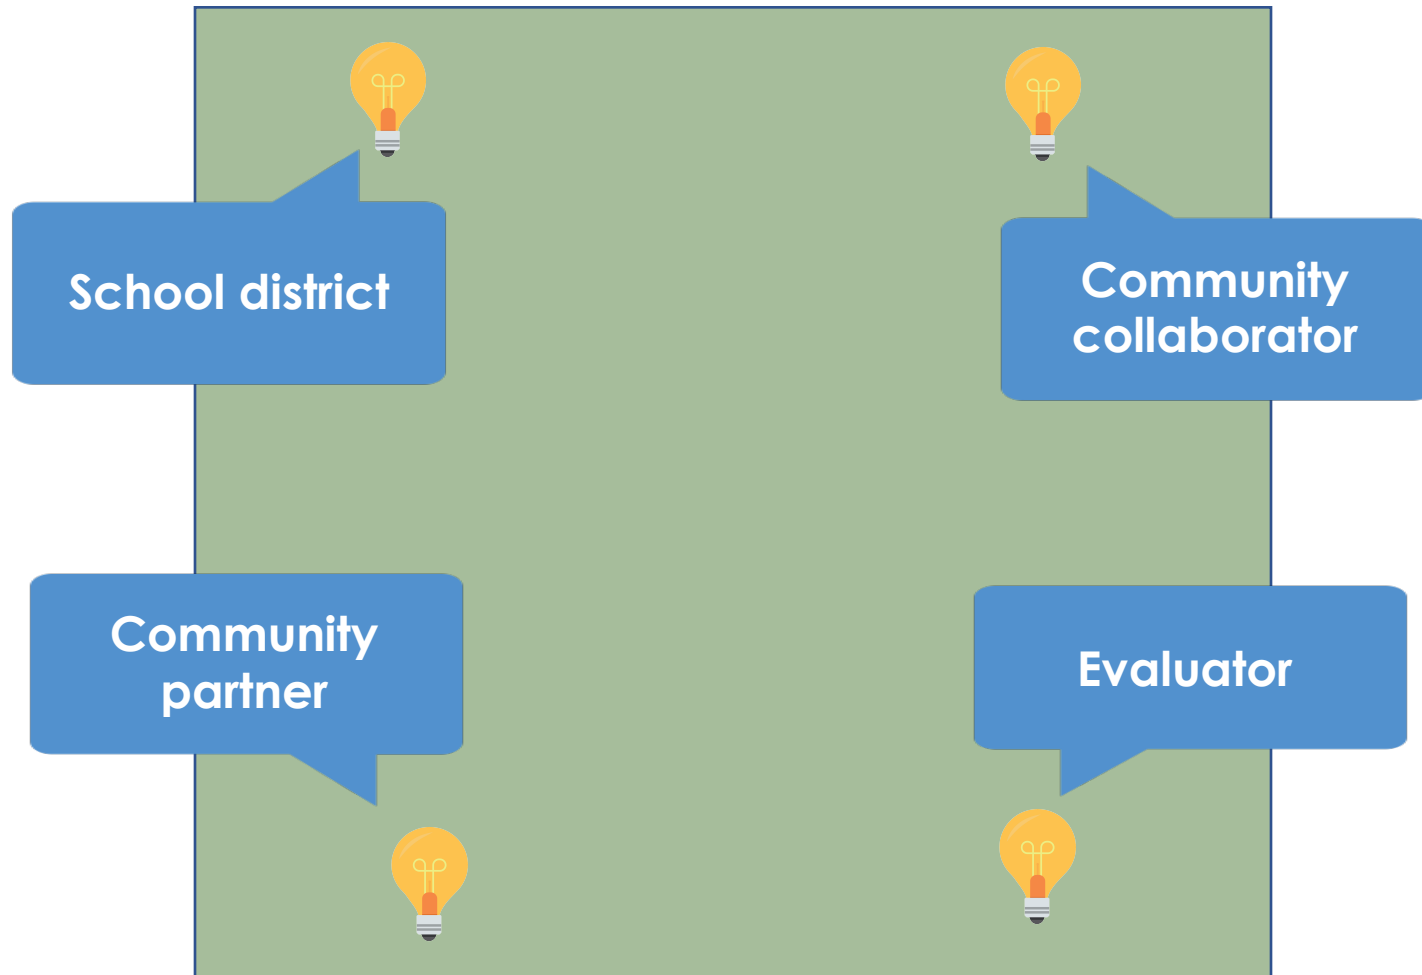 School district
Community
collaborator
Community
partner
Evaluator